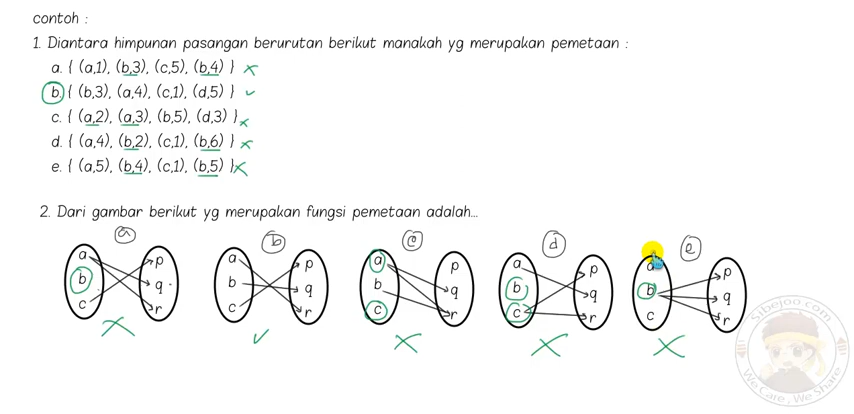 contoh :
1. Diantara himpunan pasangan berurutan berikut manakah yg merupakan pemetaan :
a. { (a,1), (b,3), (c,5), (b,4) } ×
b. { (b,3), (a,4), (c,1), (d,5) } ✓
c. { (a,2), (a,3), (b,5), (d,3) } ×
d. { (a,4), (b,2), (c,1), (b,6) } ×
e. { (a,5), (b,4), (c,1), (b,5) } ×
2. Dari gambar berikut yg merupakan fungsi pemetaan adalah...
a b c d e
a p a p a p a p a p
b q b q b q b q b q
c r c r c r c r c r
× ✓ × × ×
Sibejoo.com
We Care, We Share